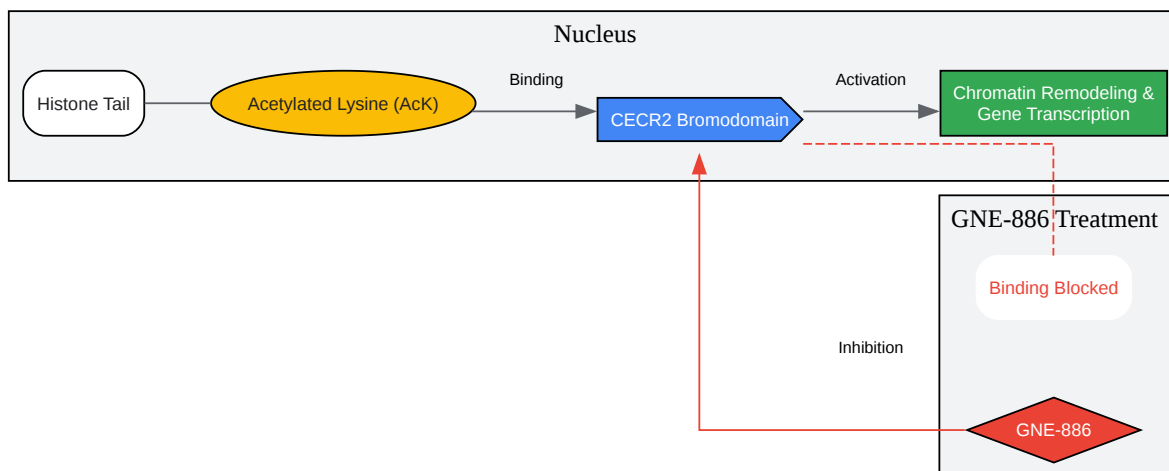 Nucleus
Histone Tail
Acetylated Lysine (AcK)
Binding
CECR2 Bromodomain
Activation
Chromatin Remodeling &
Gene Transcription
GNE-886 Treatment
Binding Blocked
Inhibition
GNE-886